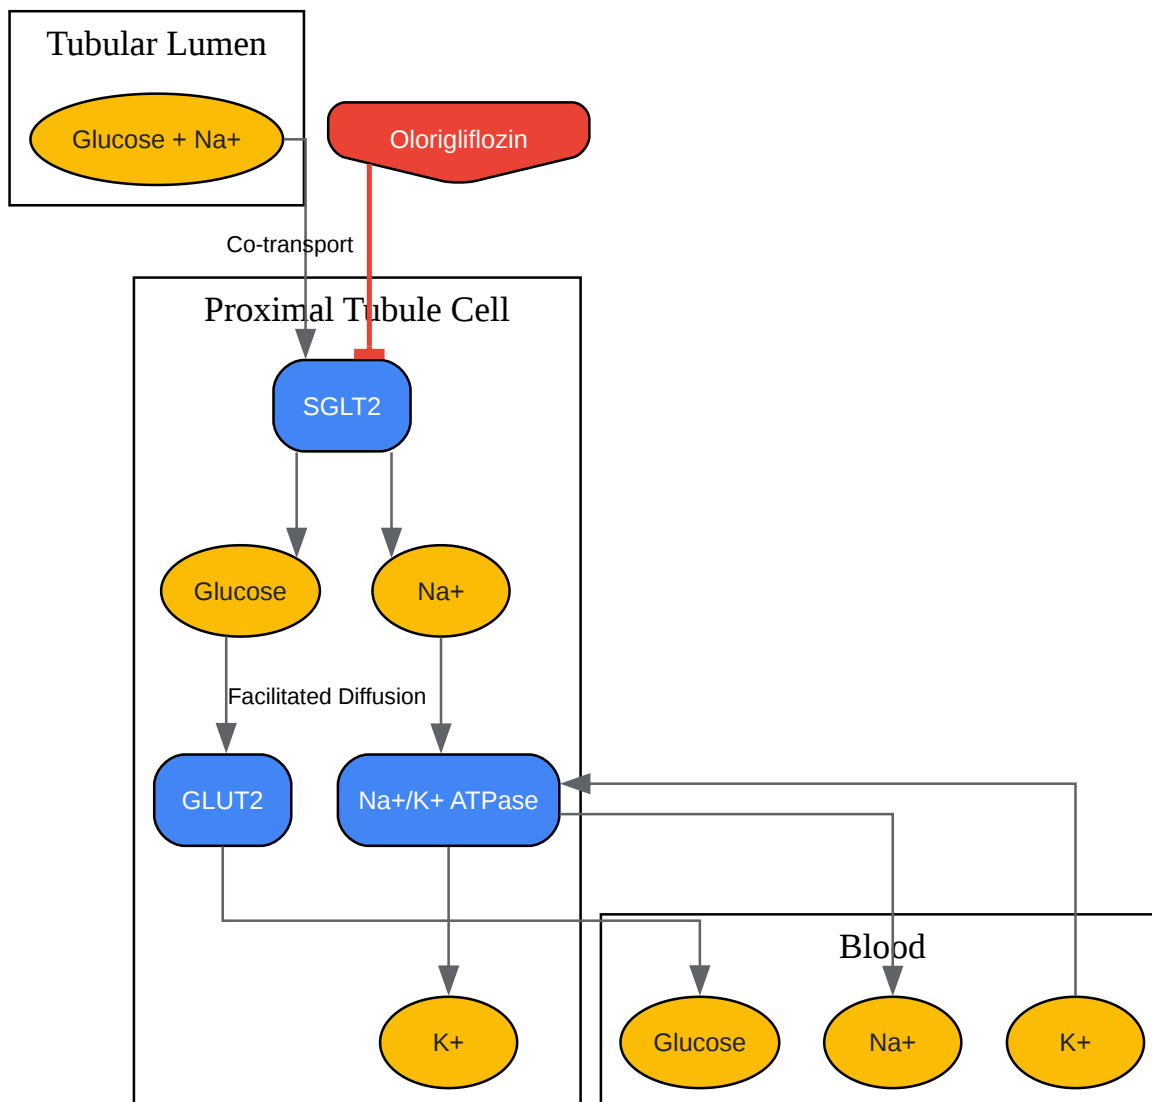 Tubular Lumen
Glucose + Na+
Olorigliflozin
Co-transport
Proximal Tubule Cell
SGLT2
Glucose
Na+
Facilitated Diffusion
GLUT2
Na+/K+ ATPase
Blood
K+
Glucose
Na+
K+